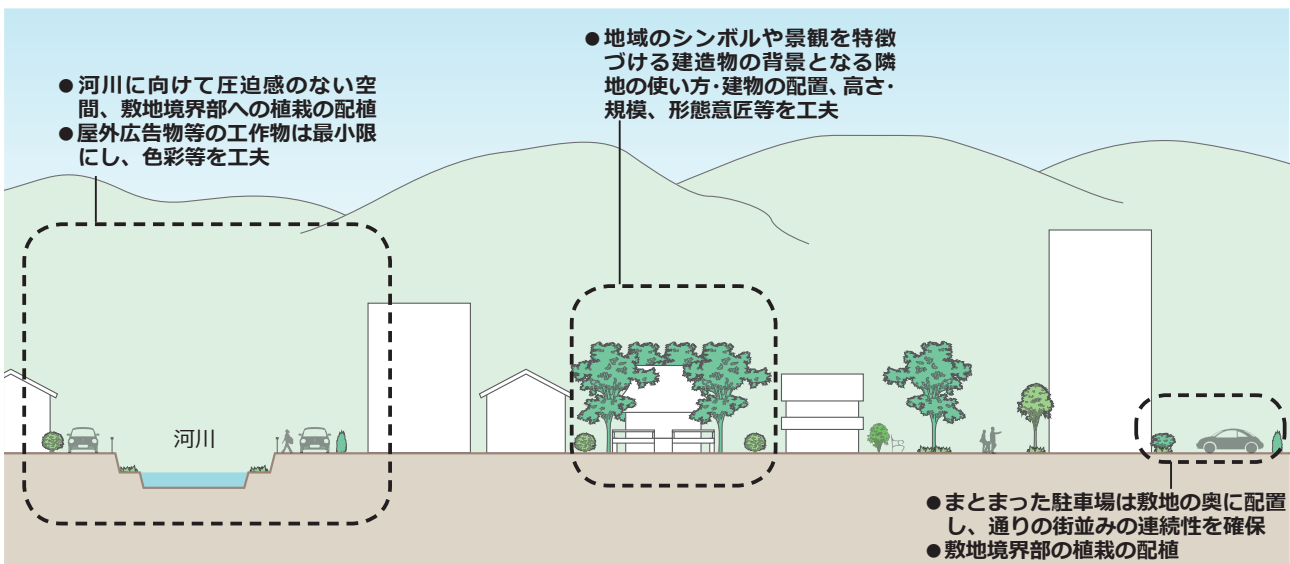 ●河川に向けて圧迫感のない空
間、敷地境界部への植栽の配植
●屋外広告物等の工作物は最小限
にし、色彩等を工夫
●地域のシンボルや景観を特徴
づける建造物の背景となる隣
地の使い方・建物の配置、高さ・
規模、形態意匠等を工夫
河川
●まとまった駐車場は敷地の奥に配置
し、通りの街並みの連続性を確保
●敷地境界部の植栽の配植